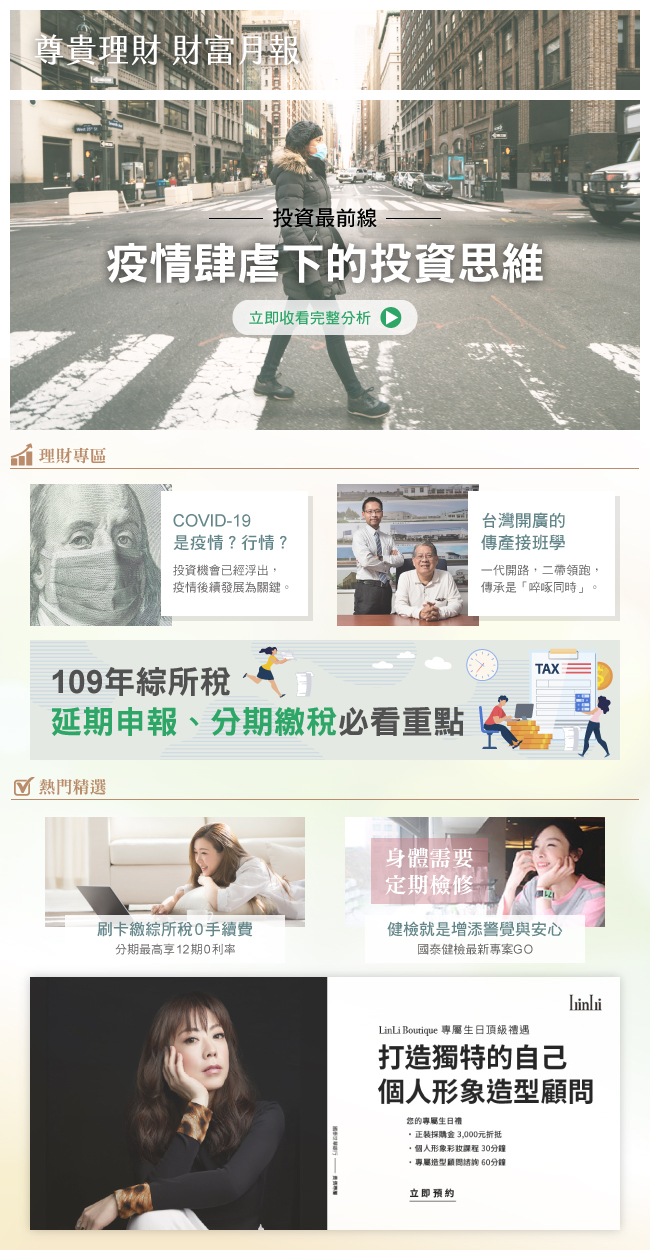 尊貴理財 財富月報
投資最前線
疫情肆虐下的投資思維
立即收看完整分析
理財專區
COVID-19
是疫情？行情？
投資機會已經浮出，
疫情後續發展為關鍵。
台灣開廣的
傳產接班學
一代開路，二帶領跑，
傳承是「啐啄同時」。
109年綜所稅
延期申報、分期繳稅必看重點
TAX
熱門精選
刷卡繳綜所稅0手續費
分期最高享12期0利率
身體需要
定期檢修
健檢就是增添警覺與安心
國泰健檢最新專案GO
LinLi
LinLi Boutique 專屬生日頂級禮遇
打造獨特的自己
個人形象造型顧問
您的專屬生日禮
・正裝採購金 3,000元折抵
・個人形象彩妝課程 30分鐘
・專屬造型顧問諮詢 60分鐘
立即預約